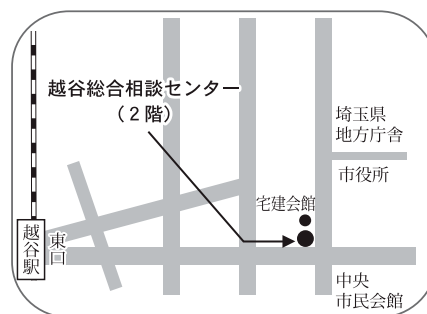 越谷総合相談センター
（２階）
埼玉県
地方庁舎
市役所
宅建会館
越谷駅
東口
中央
市民会館